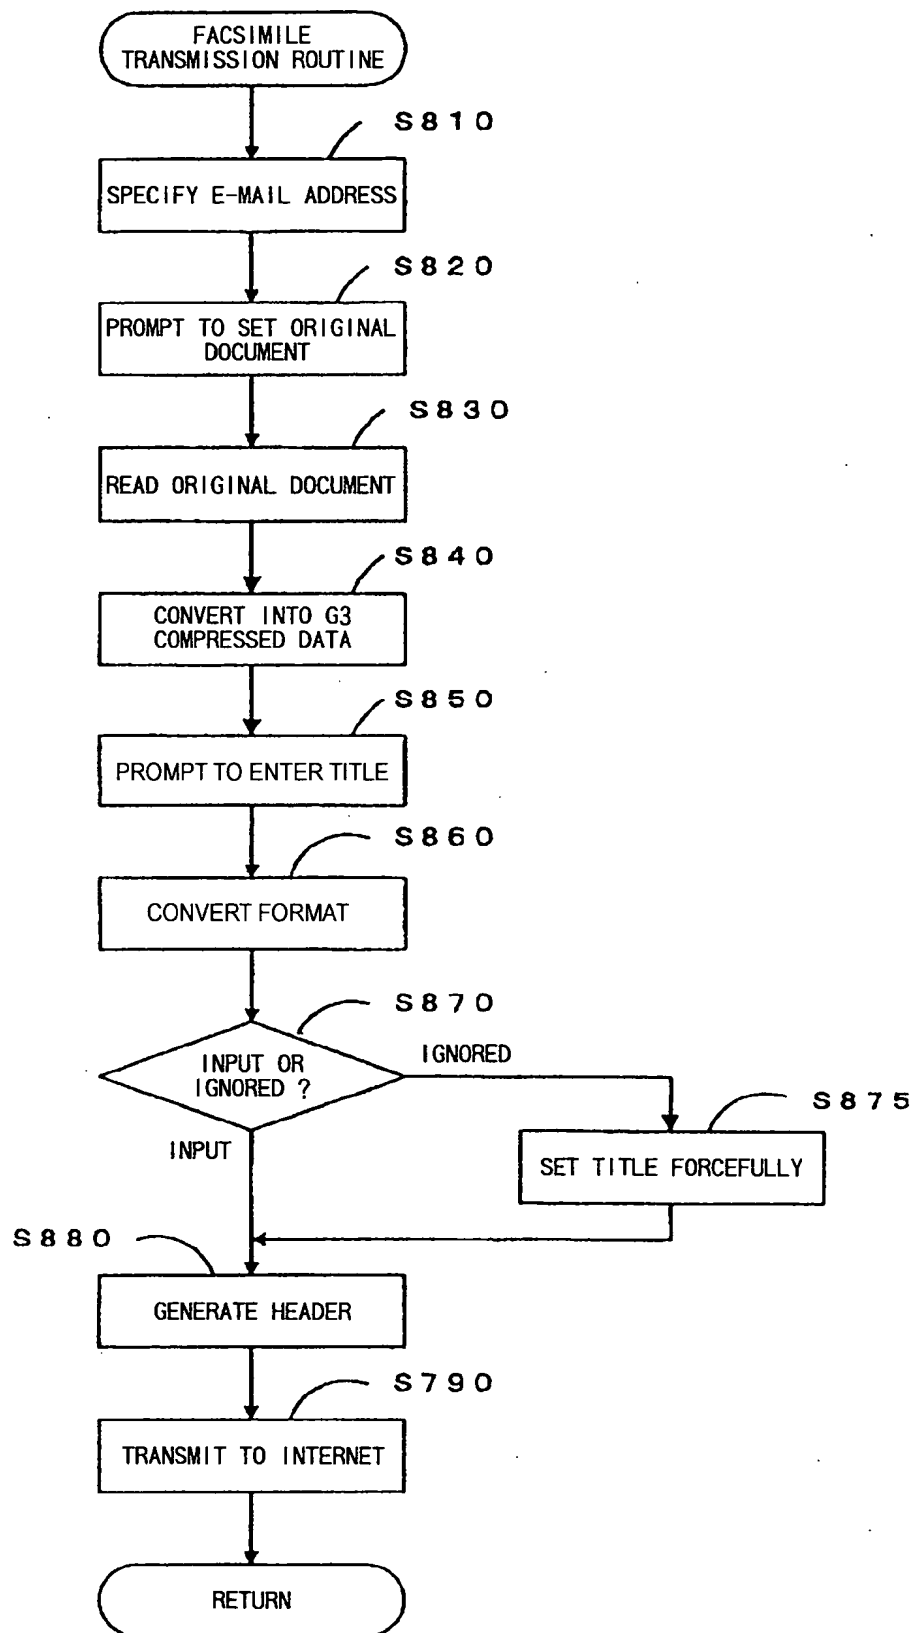 FACSIMILE
TRANSMISSION ROUTINE
S810
SPECIFY E-MAIL ADDRESS
S820
PROMPT TO SET ORIGINAL
DOCUMENT
S830
READ ORIGINAL DOCUMENT
S840
CONVERT INTO G3
COMPRESSED DATA
S850
PROMPT TO ENTER TITLE
S860
CONVERT FORMAT
S870
INPUT OR
IGNORED ?
IGNORED
INPUT
S875
SET TITLE FORCEFULLY
S880
GENERATE HEADER
S790
TRANSMIT TO INTERNET
RETURN